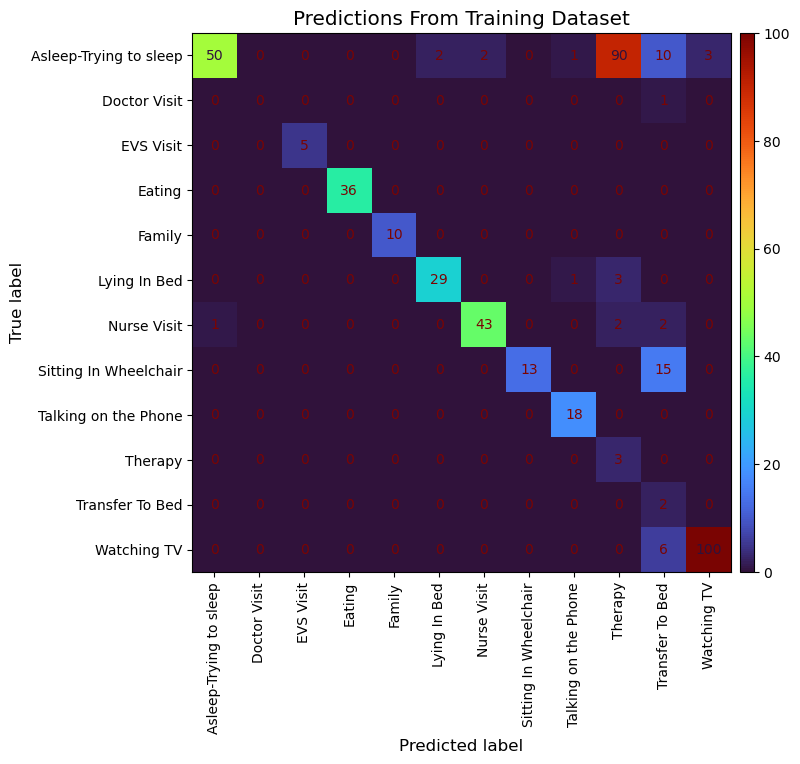 Predictions From Training Dataset
True label
Asleep-Trying to sleep 50 0 0 0 0 2 2 0 1 90 10 3
Doctor Visit 0 0 0 0 0 0 0 0 0 0 1 0
EVS Visit 0 0 5 0 0 0 0 0 0 0 0 0
Eating 0 0 0 36 0 0 0 0 0 0 0 0
Family 0 0 0 0 10 0 0 0 0 0 0 0
Lying In Bed 0 0 0 0 0 29 0 0 1 3 0 0
Nurse Visit 0 0 0 0 0 43 0 0 2 2 0
Sitting In Wheelchair 0 0 0 0 0 0 0 13 0 0 15 0
Talking on the Phone 0 0 0 0 0 0 0 0 18 0 0 0
Therapy 0 0 0 0 0 0 0 0 0 3 0 0
Transfer To Bed 0 0 0 0 0 0 0 0 0 0 2 0
Watching TV 0 0 0 0 0 0 0 0 0 0 6 100
Asleep-Trying to sleep
Doctor Visit
EVS Visit
Eating
Family
Lying In Bed
Nurse Visit
Sitting In Wheelchair
Talking on the Phone
Therapy
Transfer To Bed
Watching TV
Predicted label
100
80
60
40
20
0